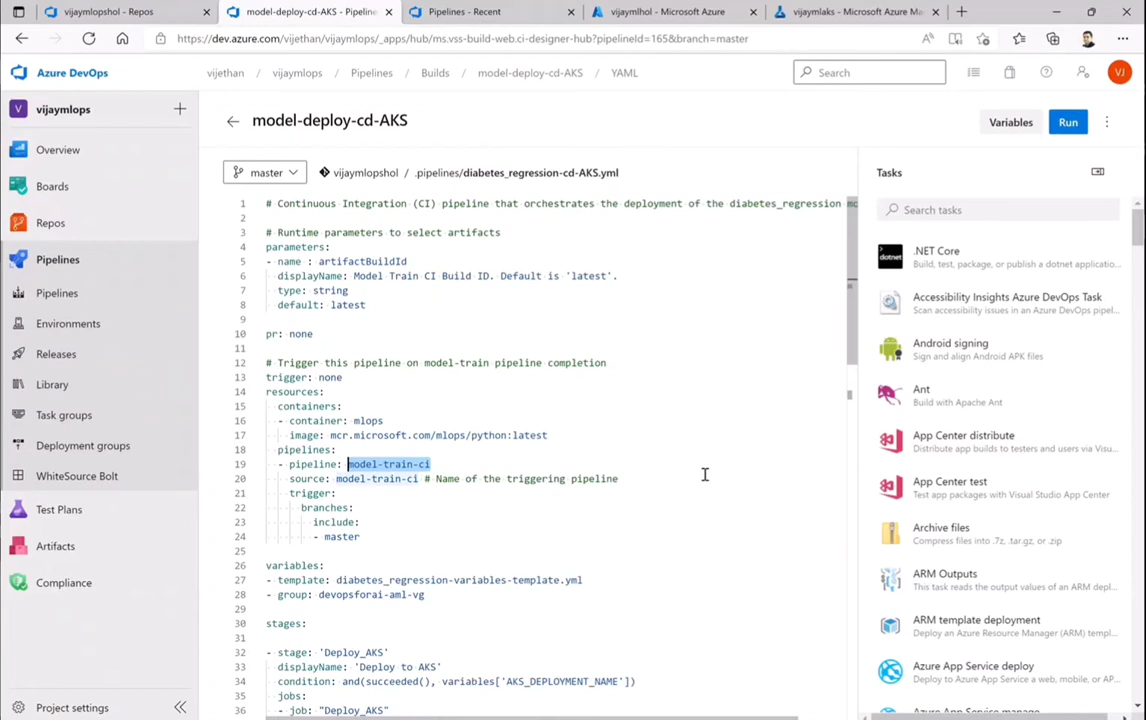 vijaylopshol - Repos
model-deploy-cd-AKS - Pipeline
Pipelines - Recent
vijaymlhol - Microsoft Azure
vijaymlaks - Microsoft Azure Ma
https://dev.azure.com/vijethan/vijaymlops/_apps/hub/ms.vss-build-web.ci-designer-hub?pipelineId=165&branch=master
Azure DevOps
vijethan / vijaymlops / Pipelines / Builds / model-deploy-cd-AKS / YAML
Search
VJ
V vijaymlops
Overview
Boards
Repos
Pipelines
Pipelines
Environments
Releases
Library
Task groups
Deployment groups
WhiteSource Bolt
Test Plans
Artifacts
Compliance
Project settings
model-deploy-cd-AKS
Variables
Run
master
vijaymlopshol / .pipelines/diabetes_regression-cd-AKS.yml
1 # Continuous Integration (CI) pipeline that orchestrates the deployment of the diabetes_regression mo
2
3 # Runtime parameters to select artifacts
4 parameters:
5 - name : artifactBuildId
6 displayName: Model Train CI Build ID. Default is 'latest'.
7 type: string
8 default: latest
9
10 pr: none
11
12 # Trigger this pipeline on model-train pipeline completion
13 trigger: none
14 resources:
15 containers:
16 - container: mlops
17 image: mcr.microsoft.com/mlops/python:latest
18 pipelines:
19 - pipeline: model-train-ci
20 source: model-train-ci # Name of the triggering pipeline
21 trigger:
22 branches:
23 include:
24 - master
25
26 variables:
27 - template: diabetes_regression-variables-template.yml
28 - group: devopsforai-aml-vg
29
30 stages:
31
32 - stage: 'Deploy_AKS'
33 displayName: 'Deploy to AKS'
34 condition: and(succeeded(), variables['AKS_DEPLOYMENT_NAME'])
35 jobs:
36 - job: "Deploy_AKS"
Tasks
Search tasks
.NET Core
Build, test, package, or publish a dotnet applicatio...
Accessibility Insights Azure DevOps Task
Scan accessibility issues in an Azure DevOps pipel...
Android signing
Sign and align Android APK files
Ant
Build with Apache Ant
App Center distribute
Distribute app builds to testers and users via Visu...
App Center test
Test app packages with Visual Studio App Center
Archive files
Compress files into .7z, .tar.gz, or .zip
ARM Outputs
This task reads the output values of an ARM depl...
ARM template deployment
Deploy an Azure Resource Manager (ARM) templ...
Azure App Service deploy
Deploy to Azure App Service a web, mobile, or AP...
Azure App Service manage